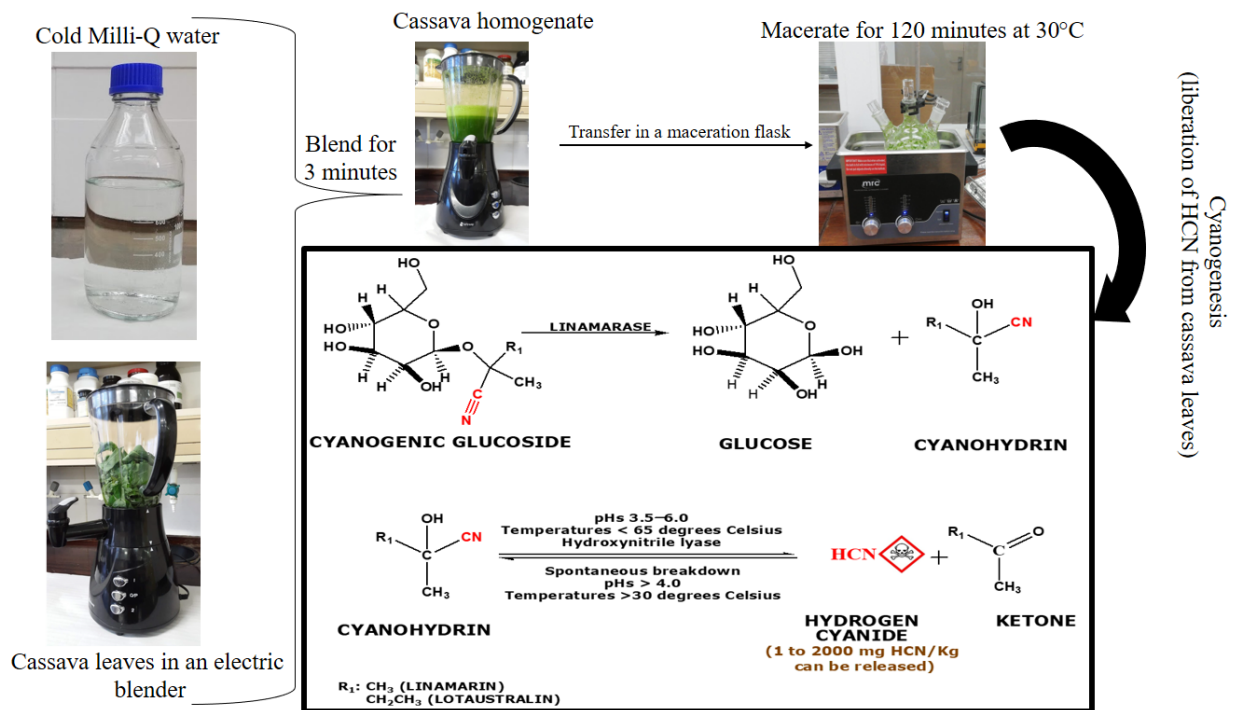 Cold Milli-Q water
Cassava homogenate
Macerate for 120 minutes at 30°C
Blend for
3 minutes
Transfer in a maceration flask
mrc
Cyanogenesis
(liberation of HCN from cassava leaves)
Cassava leaves in an electric
blender
HO
H
H
H
HO
HO
O
O
R₁
H
H
OH
H
CH₃
C
N
CYANOGENIC GLUCOSIDE
LINAMARASE
HO
H
H
H
HO
HO
O
OH
H
H
OH
H
GLUCOSE
+
OH
R₁
CN
C
CH₃
CYANOHYDRIN
OH
R₁
CN
C
CH₃
CYANOHYDRIN
pHs 3.5–6.0
Temperatures < 65 degrees Celsius
Hydroxynitrile lyase
Spontaneous breakdown
pHs > 4.0
Temperatures >30 degrees Celsius
HCN
+
R₁
O
C
CH₃
HYDROGEN
CYANIDE
(1 to 2000 mg HCN/Kg
can be released)
KETONE
R₁: CH₃ (LINAMARIN)
CH₂CH₃ (LOTAUSTRALIN)